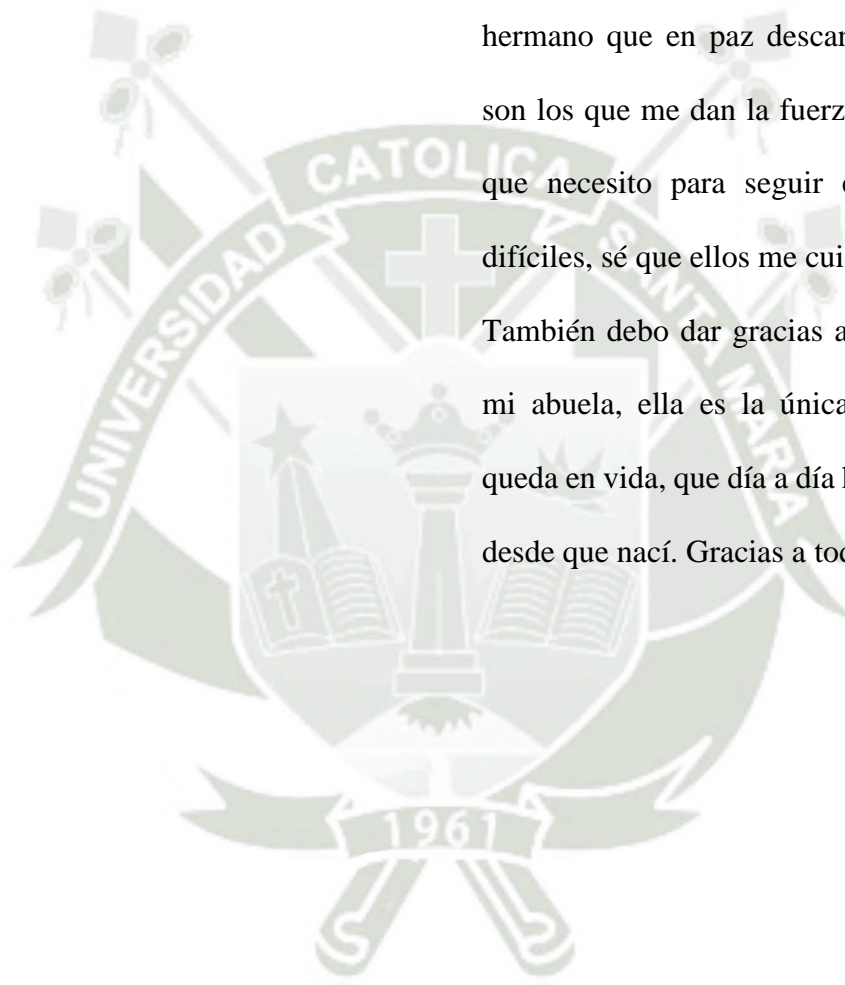 hermano que en paz descan
son los que me dan la fuerz
que necesito para seguir
difíciles, sé que ellos me cui
También debo dar gracias a
mi abuela, ella es la única
queda en vida, que día a día
desde que nací. Gracias a
UNIVERSIDAD CATOLICA SANTA MARIA
1961